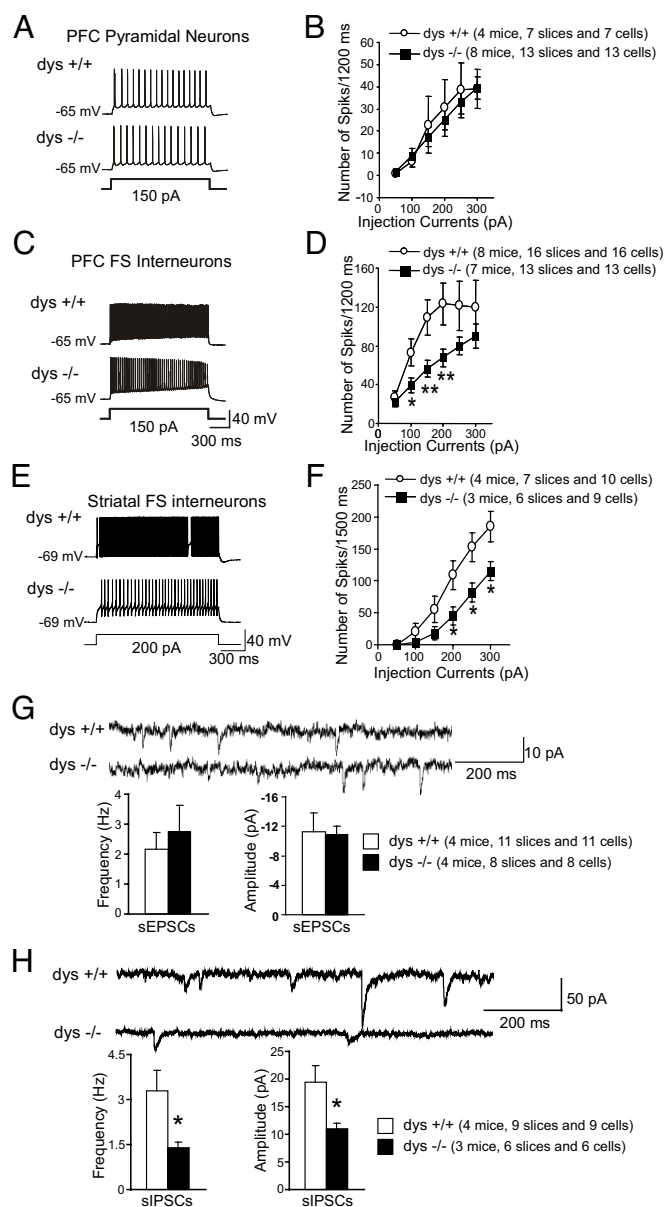 A
PFC Pyramidal Neurons
dys +/+
-65 mV
dys -/-
-65 mV
150 pA
B
dys +/+ (4 mice, 7 slices and 7 cells)
dys -/- (8 mice, 13 slices and 13 cells)
Number of Spiks/1200 ms
60
50
40
30
20
10
0
-10
0 100 200 300
Injection Currents (pA)
C
PFC FS Interneurons
dys +/+
-65 mV
dys -/-
-65 mV
150 pA
40 mV
300 ms
D
dys +/+ (8 mice, 16 slices and 16 cells)
dys -/- (7 mice, 13 slices and 13 cells)
Number of Spiks/1200 ms
160
120
80
40
0
* ** **
0 100 200 300
Injection Currents (pA)
E
Striatal FS interneurons
dys +/+
-69 mV
dys -/-
-69 mV
200 pA
40 mV
300 ms
F
dys +/+ (4 mice, 7 slices and 10 cells)
dys -/- (3 mice, 6 slices and 9 cells)
Number of Spiks/1500 ms
250
200
150
100
50
0
* * *
0 100 200 300
Injection Currents (pA)
G
dys +/+
dys -/-
10 pA
200 ms
Frequency (Hz)
4
3
2
1
0
sEPSCs
Amplitude (pA)
-16
-12
-8
-4
0
sEPSCs
dys +/+ (4 mice, 11 slices and 11 cells)
dys -/- (4 mice, 8 slices and 8 cells)
H
dys +/+
dys -/-
50 pA
200 ms
Frequency (Hz)
4.5
3
1.5
0
*
sIPSCs
Amplitude (pA)
25
20
15
10
5
0
*
sIPSCs
dys +/+ (4 mice, 9 slices and 9 cells)
dys -/- (3 mice, 6 slices and 6 cells)